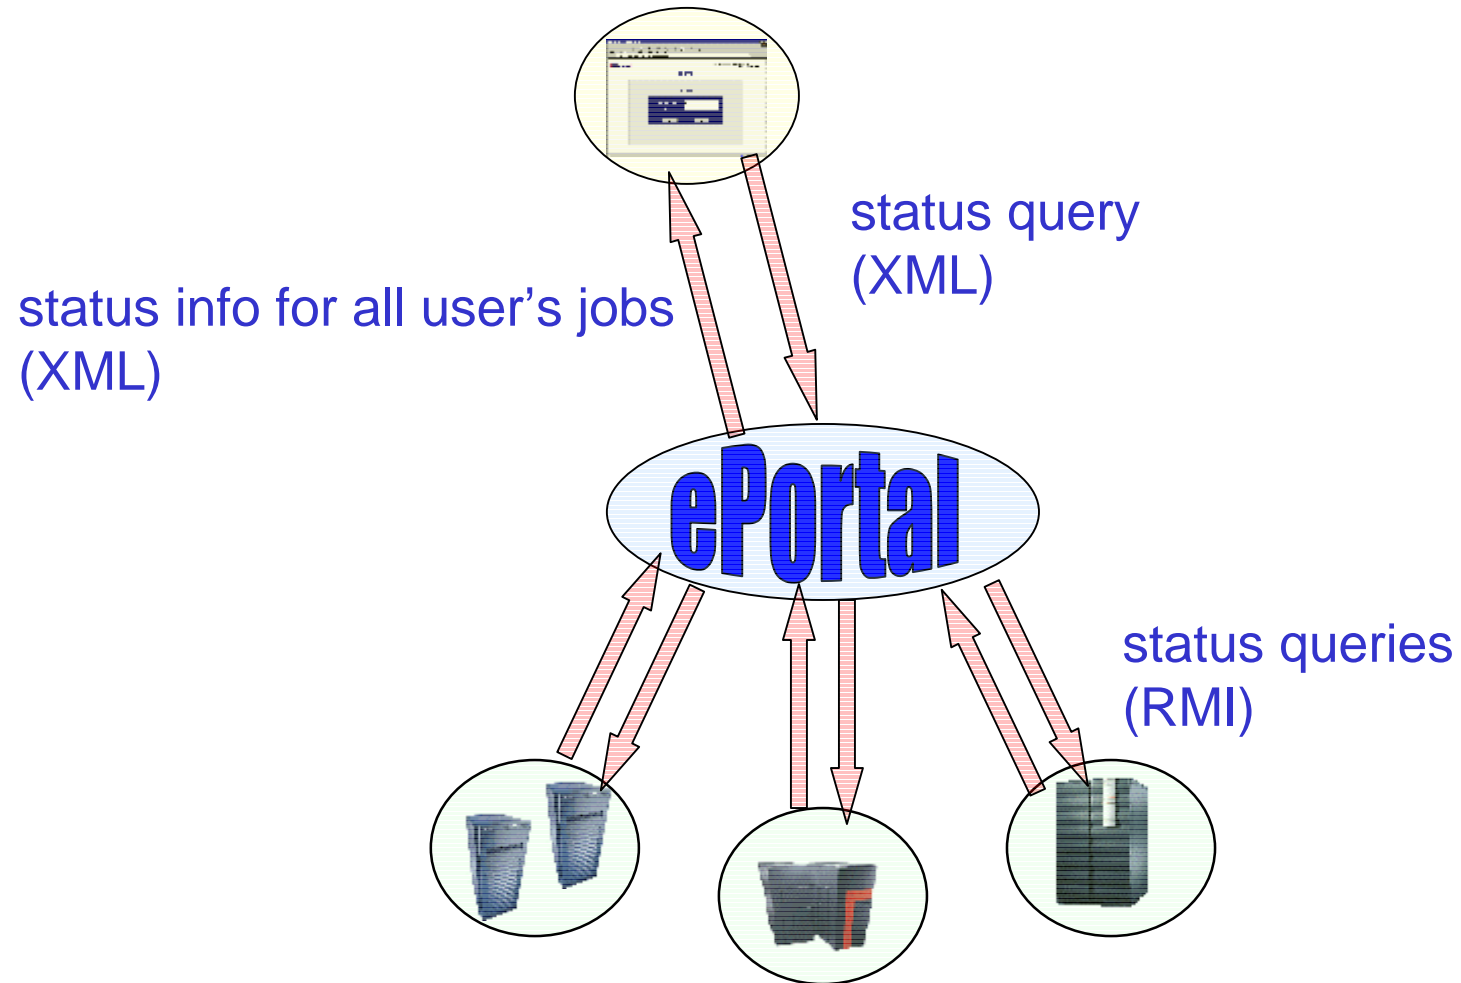 status query
(XML)
status info for all user’s jobs
(XML)
ePortal
status queries
(RMI)